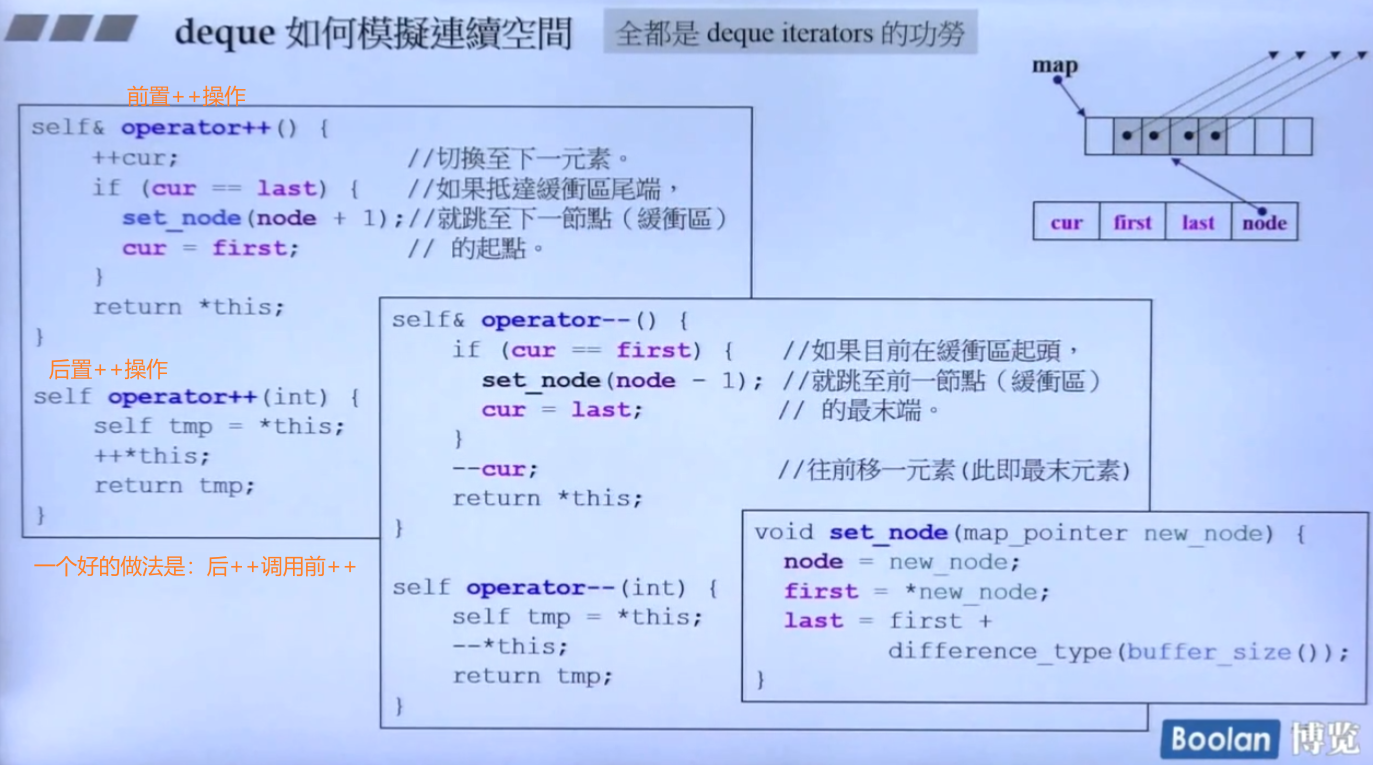 deque 如何模擬連續空間
全都是 deque iterators 的功勞
前置++操作
self& operator++() {
++cur; //切換至下一元素。
if (cur == last) { //如果抵達緩衝區尾端，
set_node(node + 1);//就跳至下一節點（緩衝區）
cur = first; // 的起點。
}
return *this;
}
后置++操作
self operator++(int) {
self tmp = *this;
++*this;
return tmp;
}
一个好的做法是：后++调用前++
self& operator--() {
if (cur == first) { //如果目前在緩衝區起頭，
set_node(node - 1); //就跳至前一節點（緩衝區）
cur = last; // 的最末端。
}
--cur; //往前移一元素(此即最末元素)
return *this;
}
self operator--(int) {
self tmp = *this;
--*this;
return tmp;
}
void set_node(map_pointer new_node) {
node = new_node;
first = *new_node;
last = first +
difference_type(buffer_size());
}
map
cur first last node
Boolan 博览